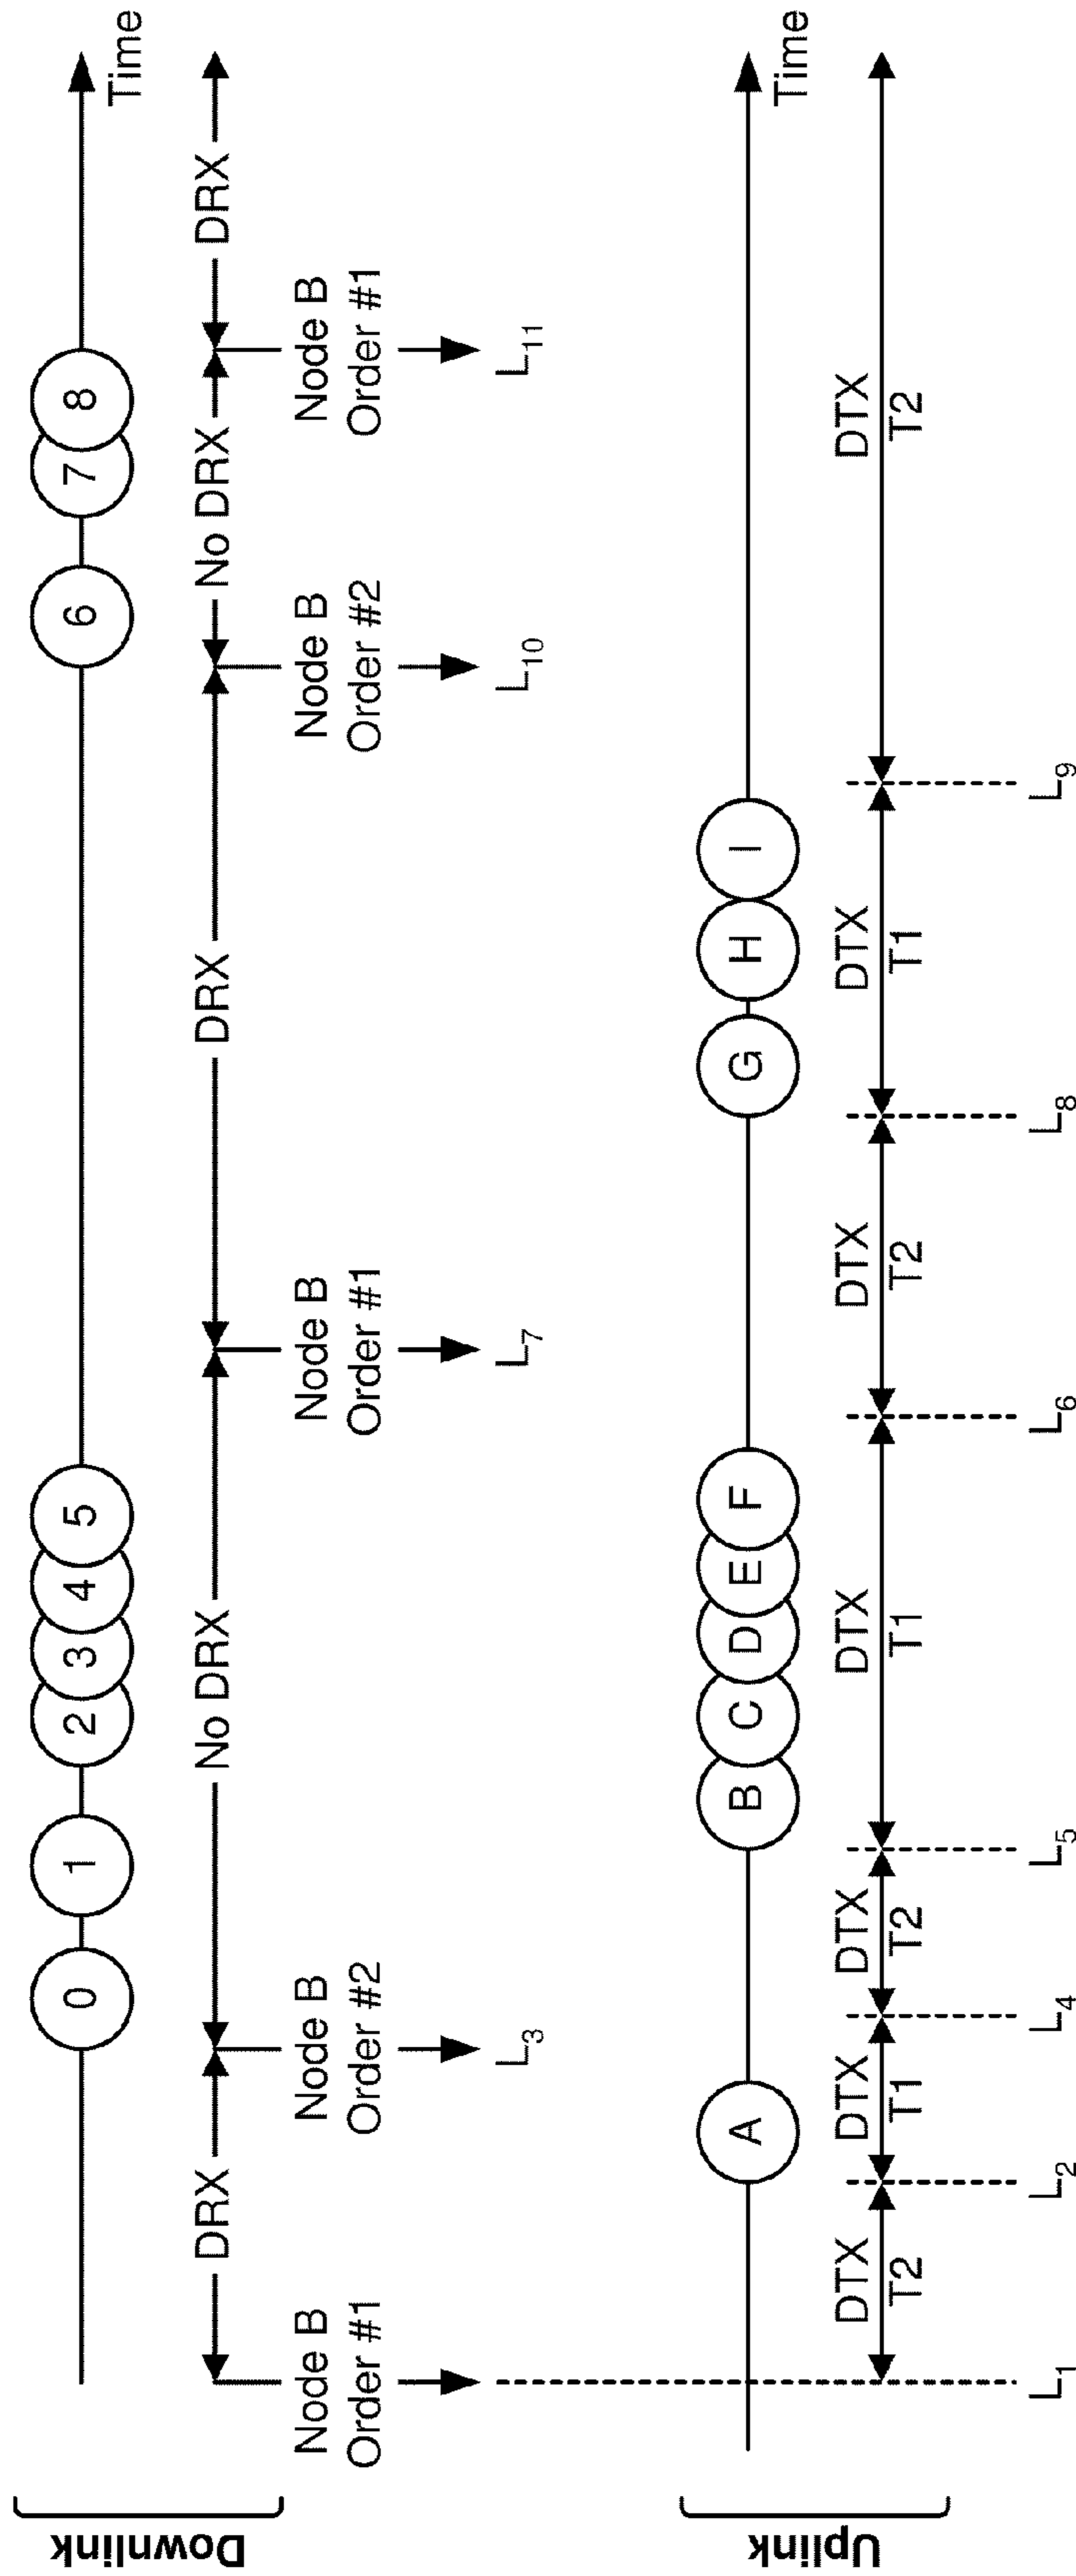 Downlink
0 1 2 3 4 5 6 7 8
Time
DRX No DRX DRX No DRX DRX
Node B Node B Node B Node B Node B
Order #1 Order #2 Order #1 Order #2 Order #1
L3 L7 L10 L11
Uplink
A B C D E F G H I
Time
DTX DTX DTX DTX DTX DTX DTX
T2 T1 T2 T1 T2 T1 T2
L1 L2 L4 L5 L6 L8 L9